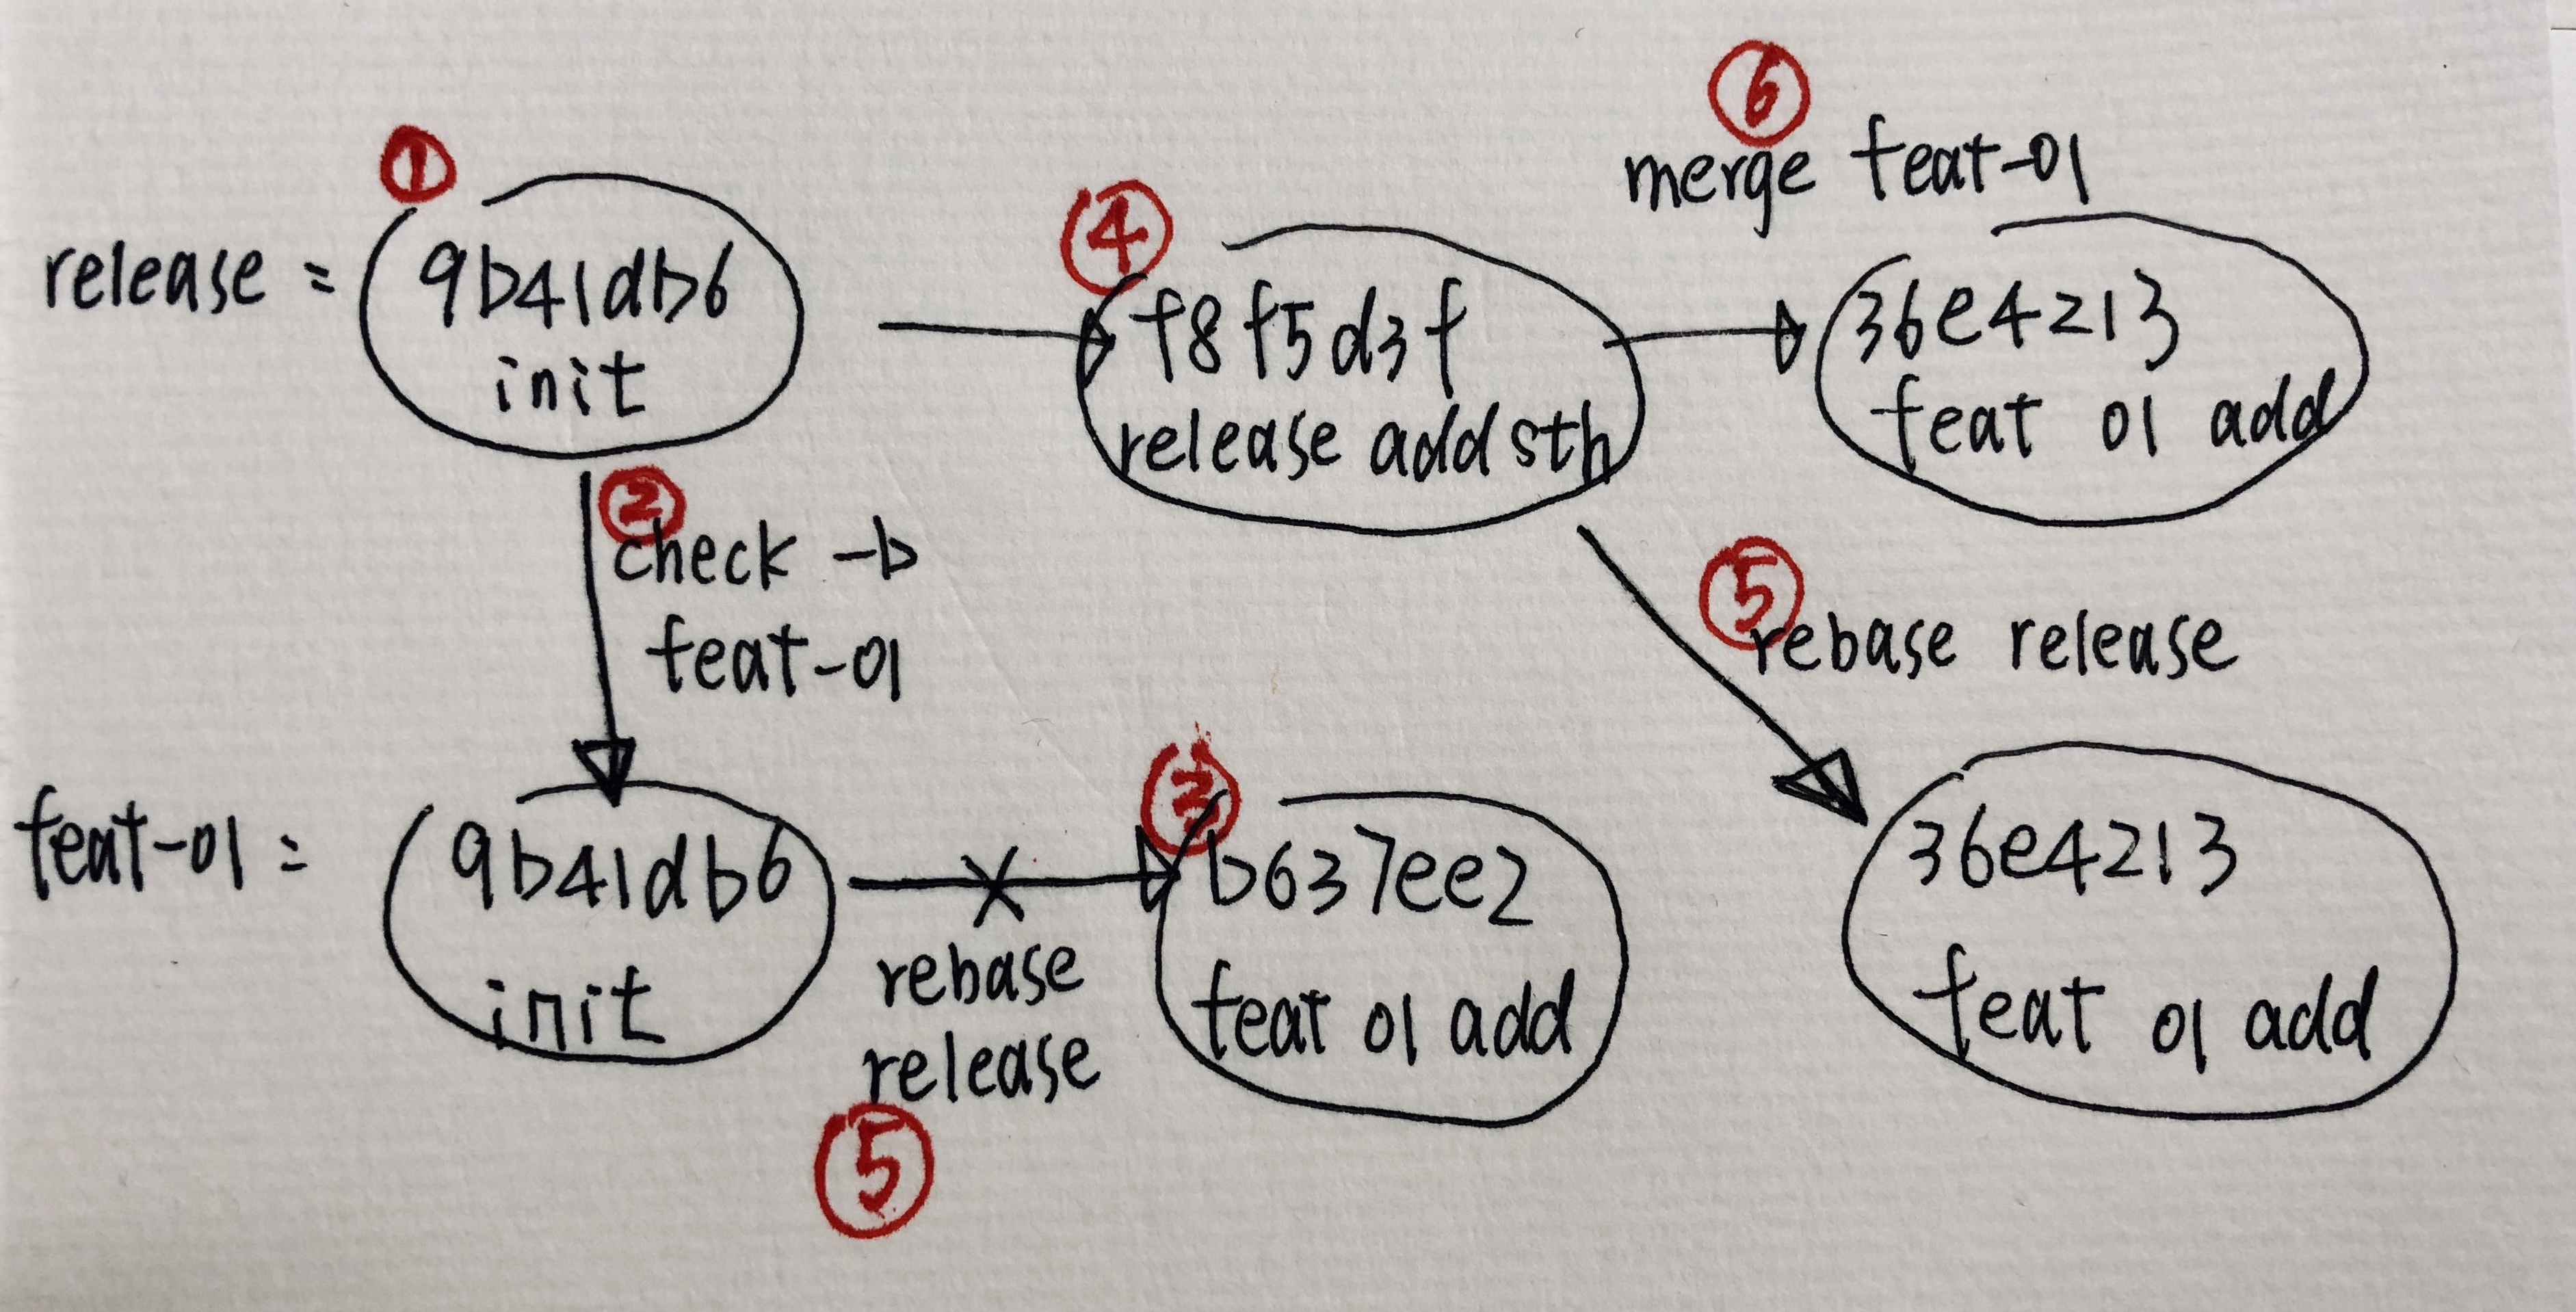 ①
release =
9b41db6
init
④
f8f5d3f
release add sth
⑥
merge feat-01
36e4213
feat 01 add
②
check -b
feat-01
⑤
rebase release
feat-01 =
9b41db6
init
rebase
release
⑤
③
b637ee2
feat 01 add
36e4213
feat 01 add